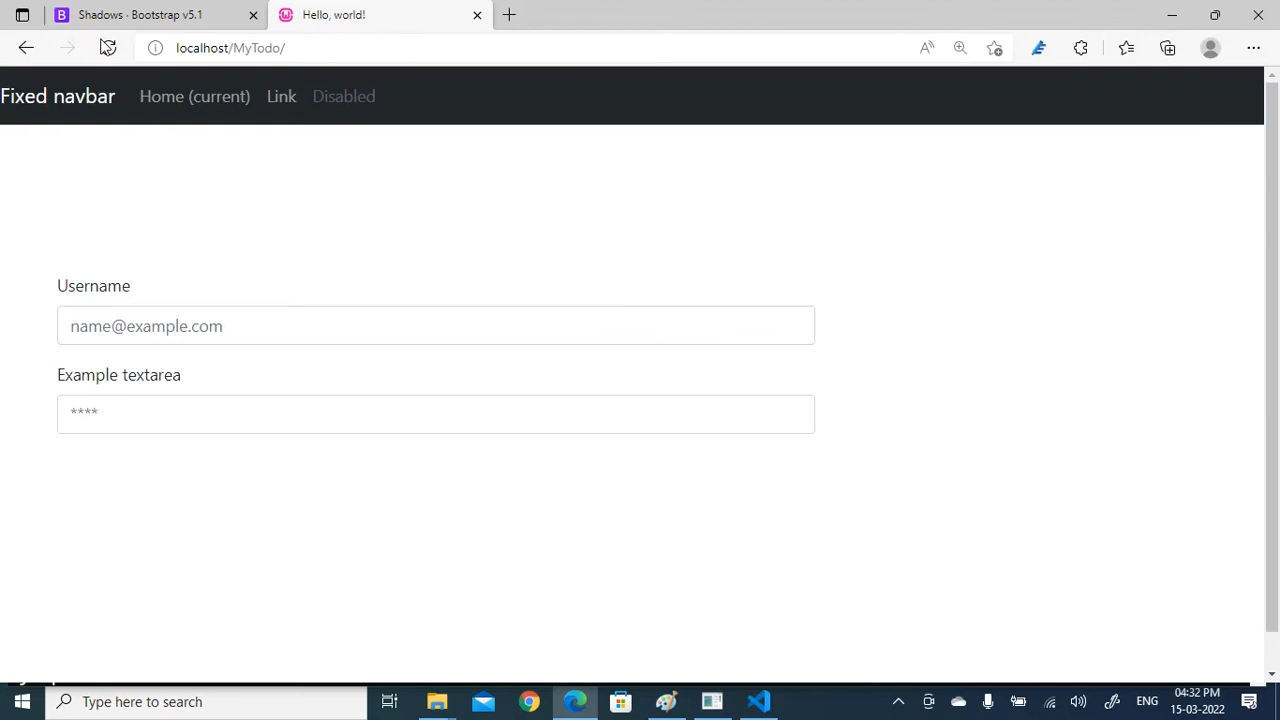 Shadows · Bootstrap v5.1
Hello, world!
localhost/MyTodo/
Fixed navbar Home (current) Link Disabled
Username
name@example.com
Example textarea
****
Type here to search
ENG
04:32 PM
15-03-2022